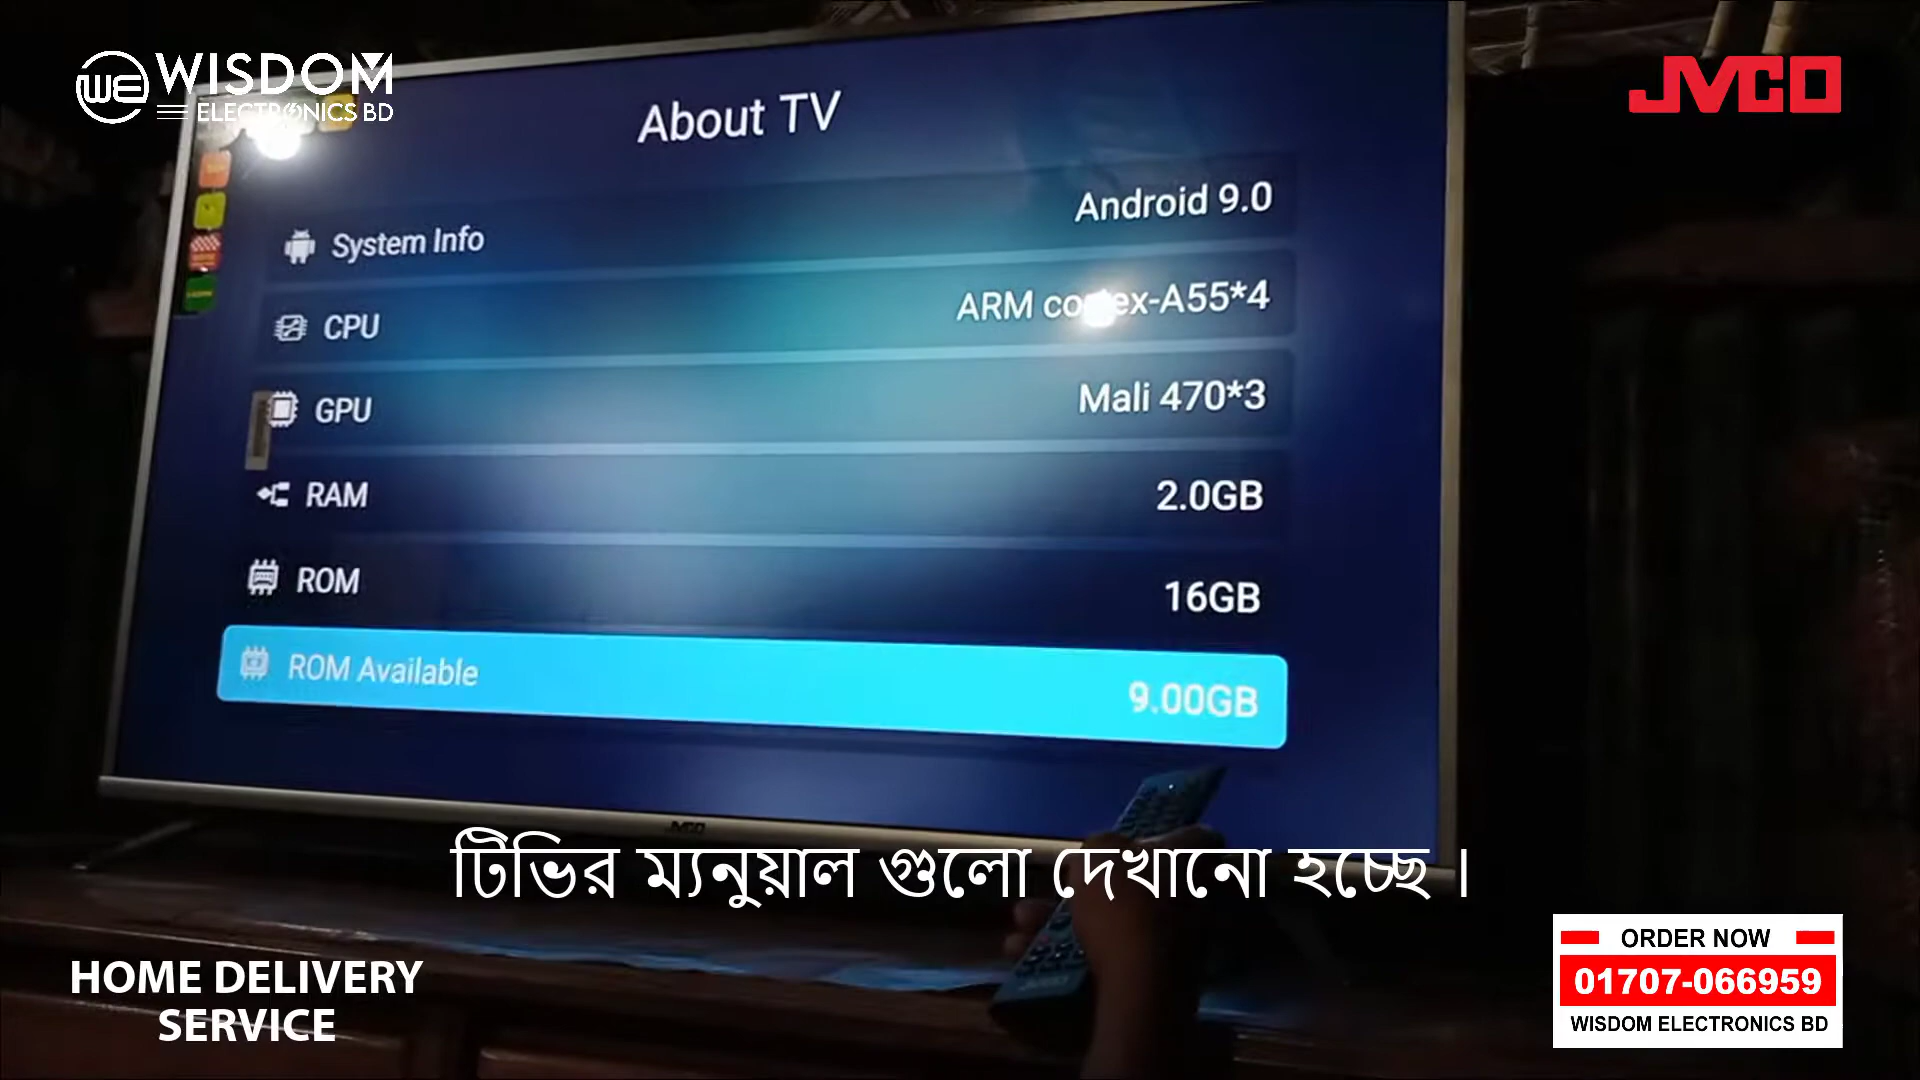 WE WISDOM
ELECTRONICS BD
JVCO
About TV
System Info
Android 9.0
CPU
ARM cortex-A55*4
GPU
Mali 470*3
RAM
2.0GB
ROM
16GB
ROM Available
9.00GB
JVCO
টিভির ম্যনুয়াল গুলো দেখানো হচ্ছে।
HOME DELIVERY
SERVICE
ORDER NOW
01707-066959
WISDOM ELECTRONICS BD